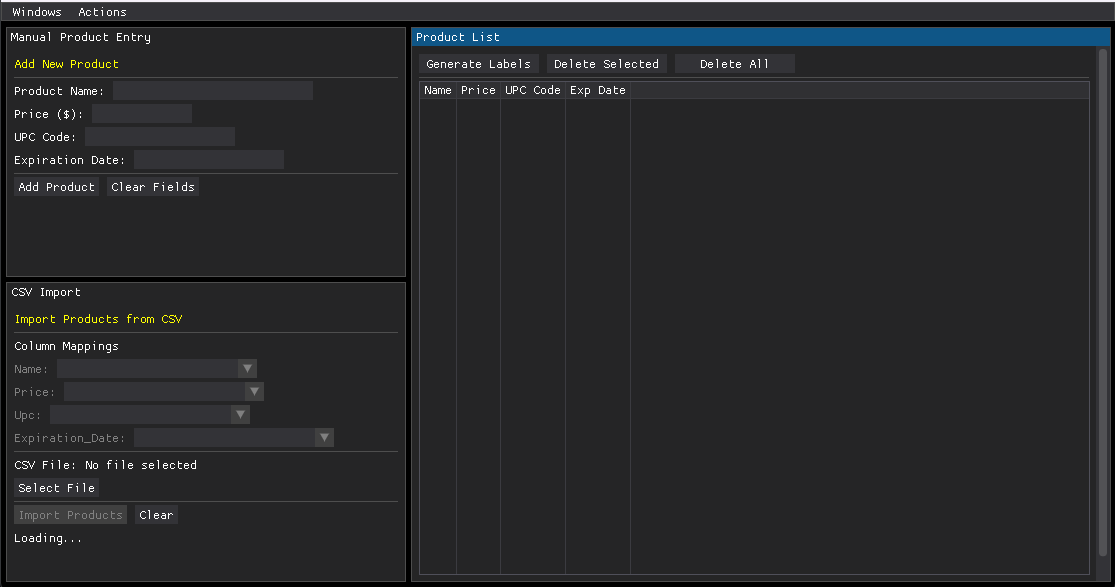 Windows Actions
Manual Product Entry
Add New Product
Product Name:
Price ($):
UPC Code:
Expiration Date:
Add Product Clear Fields
CSV Import
Import Products from CSV
Column Mappings
Name:
Price:
Upc:
Expiration_Date:
CSV File: No file selected
Select File
Import Products Clear
Loading...
Product List
Generate Labels Delete Selected Delete All
Name Price UPC Code Exp Date